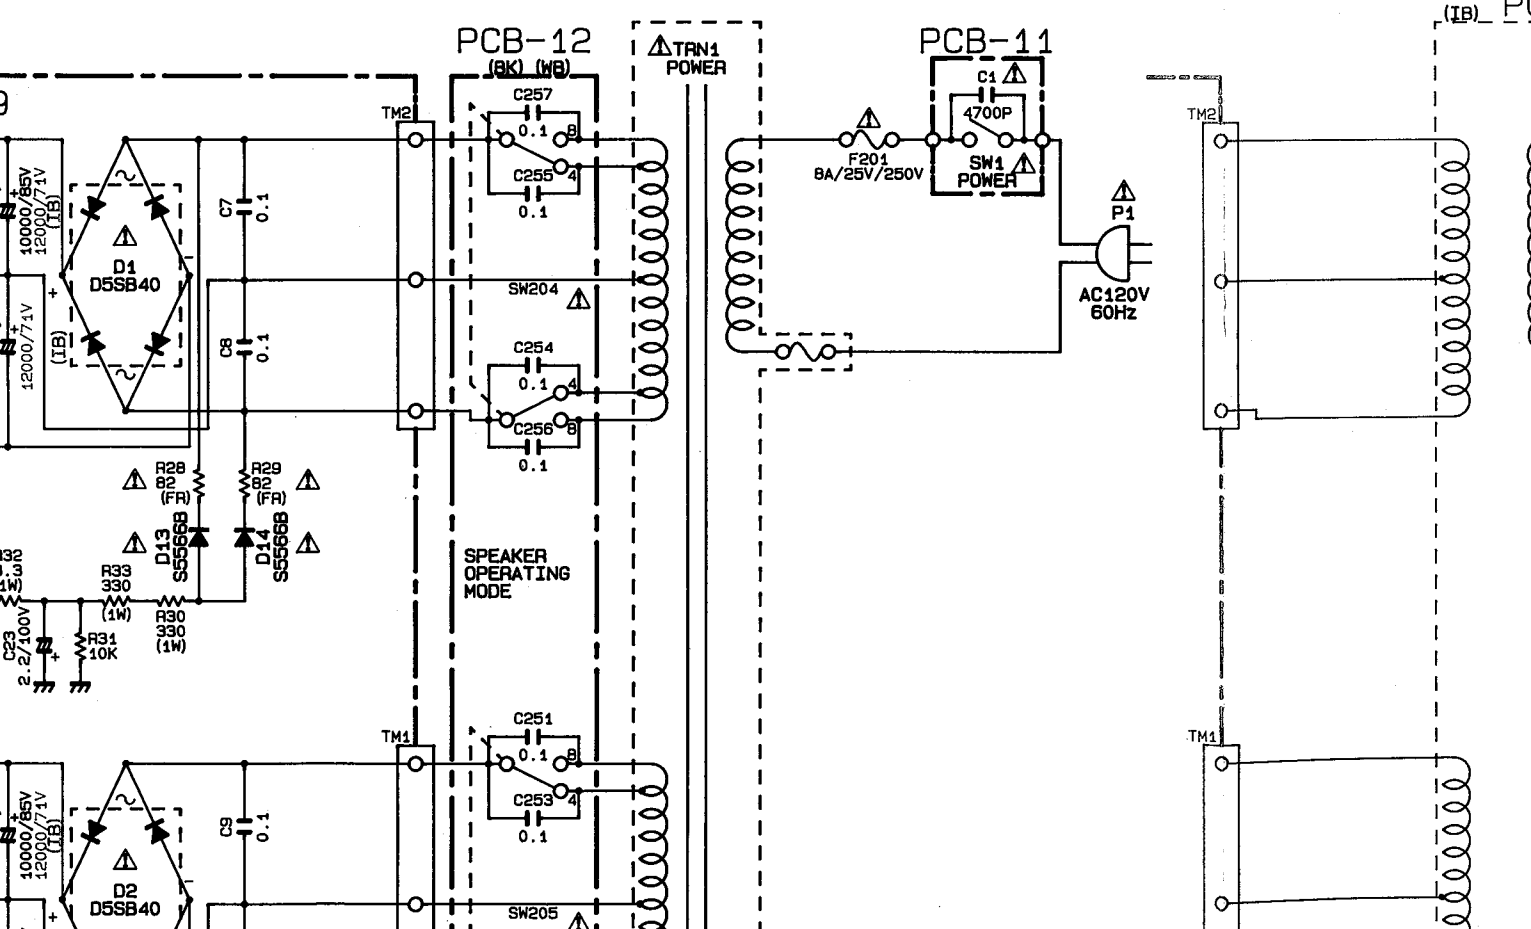 (IB)
PCB-12
(BK) (WB)
TRN1
POWER
PCB-11
9
TM2
C257
0.1
8
C1
4700P
F201
8A/25V/250V
SW1
POWER
TM2
4
C255
0.1
10000/85V
12000/71V
(IB)
C7
0.1
P1
D1
D5SB40
AC120V
60Hz
SW204
12000/71V
(IB)
C8
0.1
C254
0.1
4
C256
8
0.1
R28
82
(FR)
R29
82
(FR)
D13
S5566B
D14
S5566B
SPEAKER
OPERATING
MODE
R33
330
(1W)
R30
330
(1W)
C23
2.2/100V
R31
10K
TM1
C251
0.1
8
TM1
C253
4
0.1
10000/85V
12000/71V
(IB)
C9
0.1
D2
D5SB40
SW205